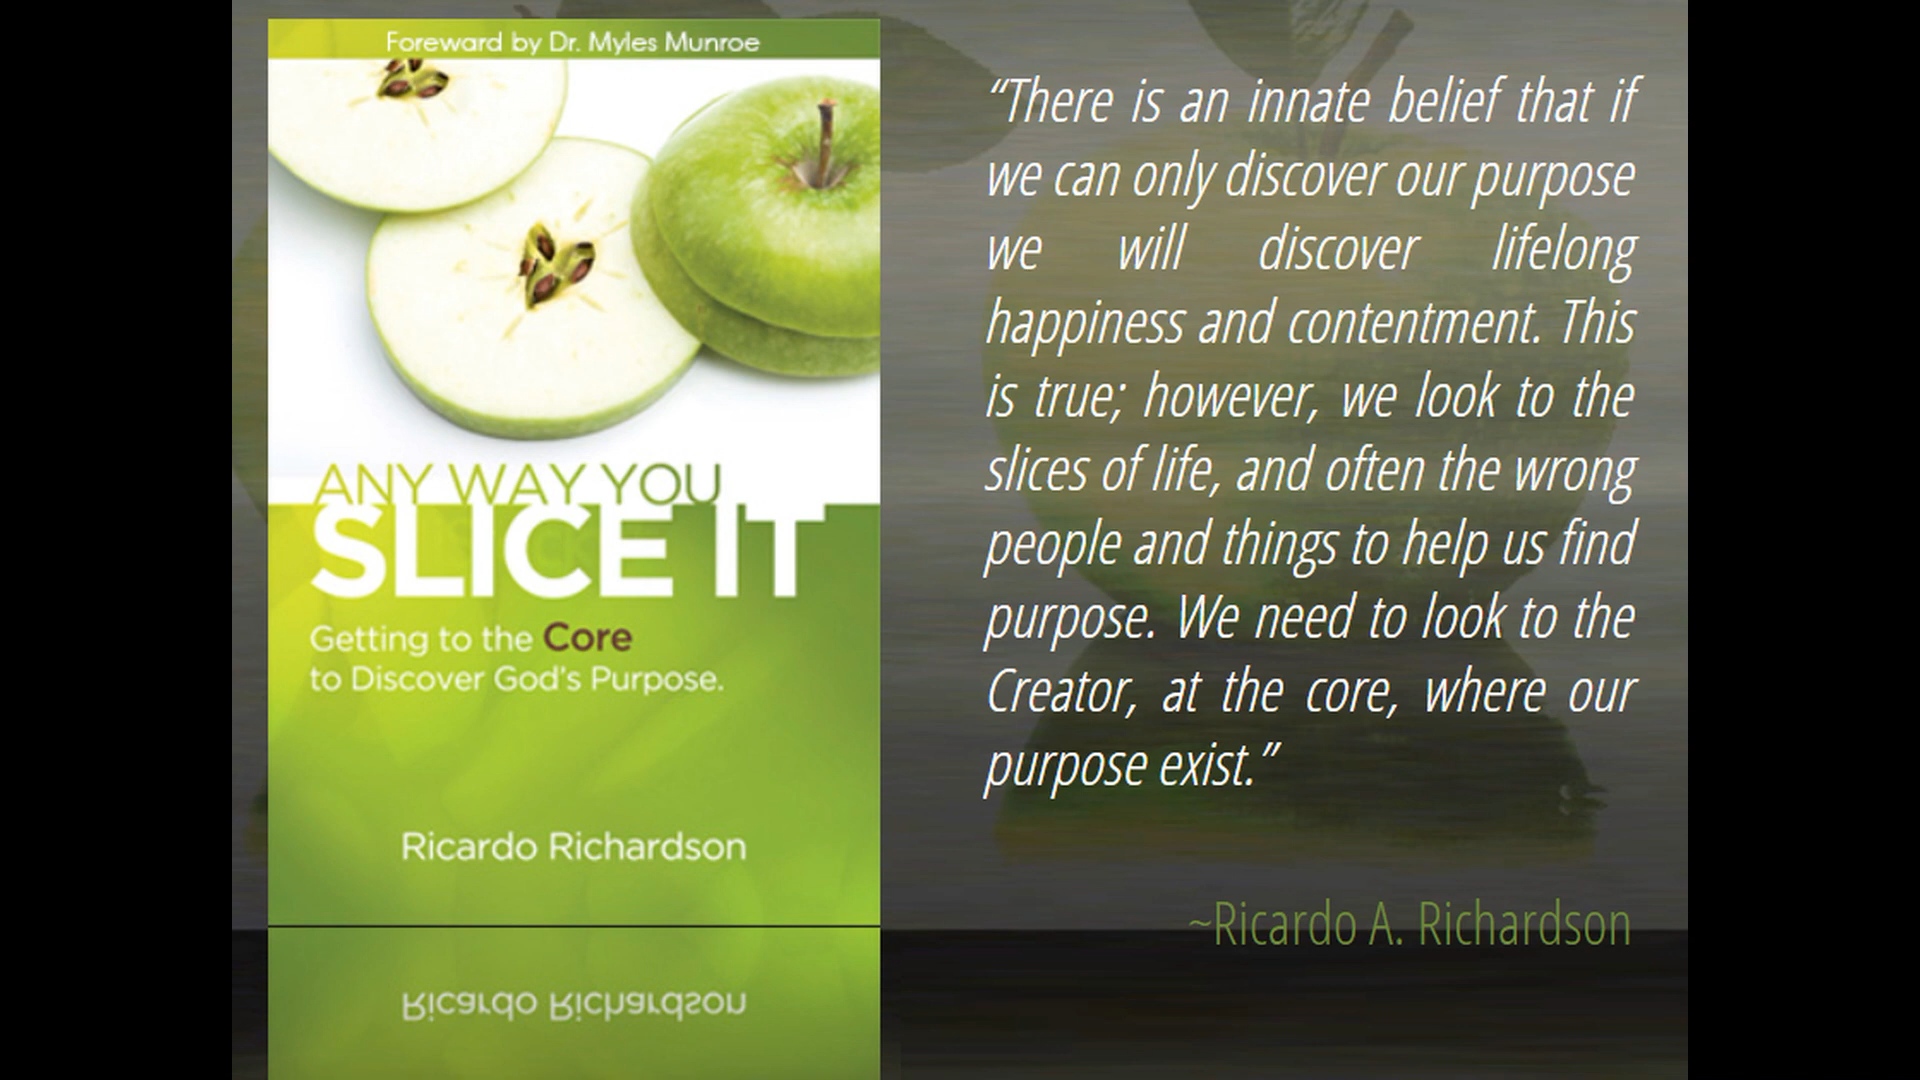 Foreward by Dr. Myles Munroe
ANY WAY YOU
SLICE IT
Getting to the Core
to Discover God's Purpose.
Ricardo Richardson
Ricardo Richardson
“There is an innate belief that if
we can only discover our purpose
we will discover lifelong
happiness and contentment. This
is true; however, we look to the
slices of life, and often the wrong
people and things to help us find
purpose. We need to look to the
Creator, at the core, where our
purpose exist.”
~Ricardo A. Richardson